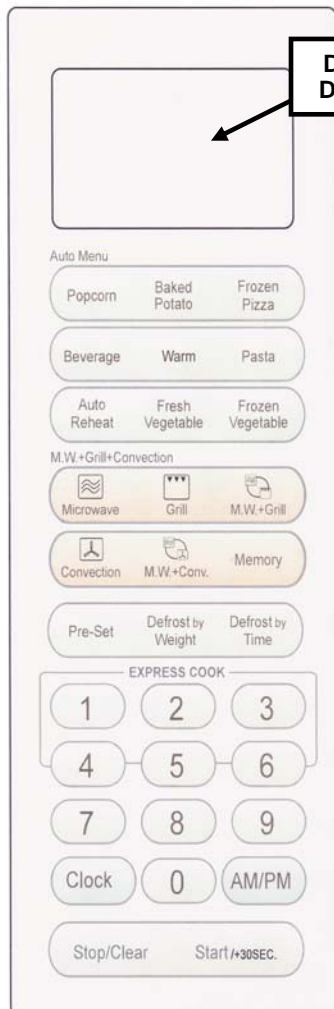 D
D
Auto Menu
Popcorn Baked Potato Frozen Pizza
Beverage Warm Pasta
Auto Reheat Fresh Vegetable Frozen Vegetable
M.W.+Grill+Convection
Microwave Grill M.W.+Grill
Convection M.W.+Conv. Memory
Pre-Set Defrost by Weight Defrost by Time
EXPRESS COOK
1 2 3
4 5 6
7 8 9
Clock 0 AM/PM
Stop/Clear Start/+30SEC.